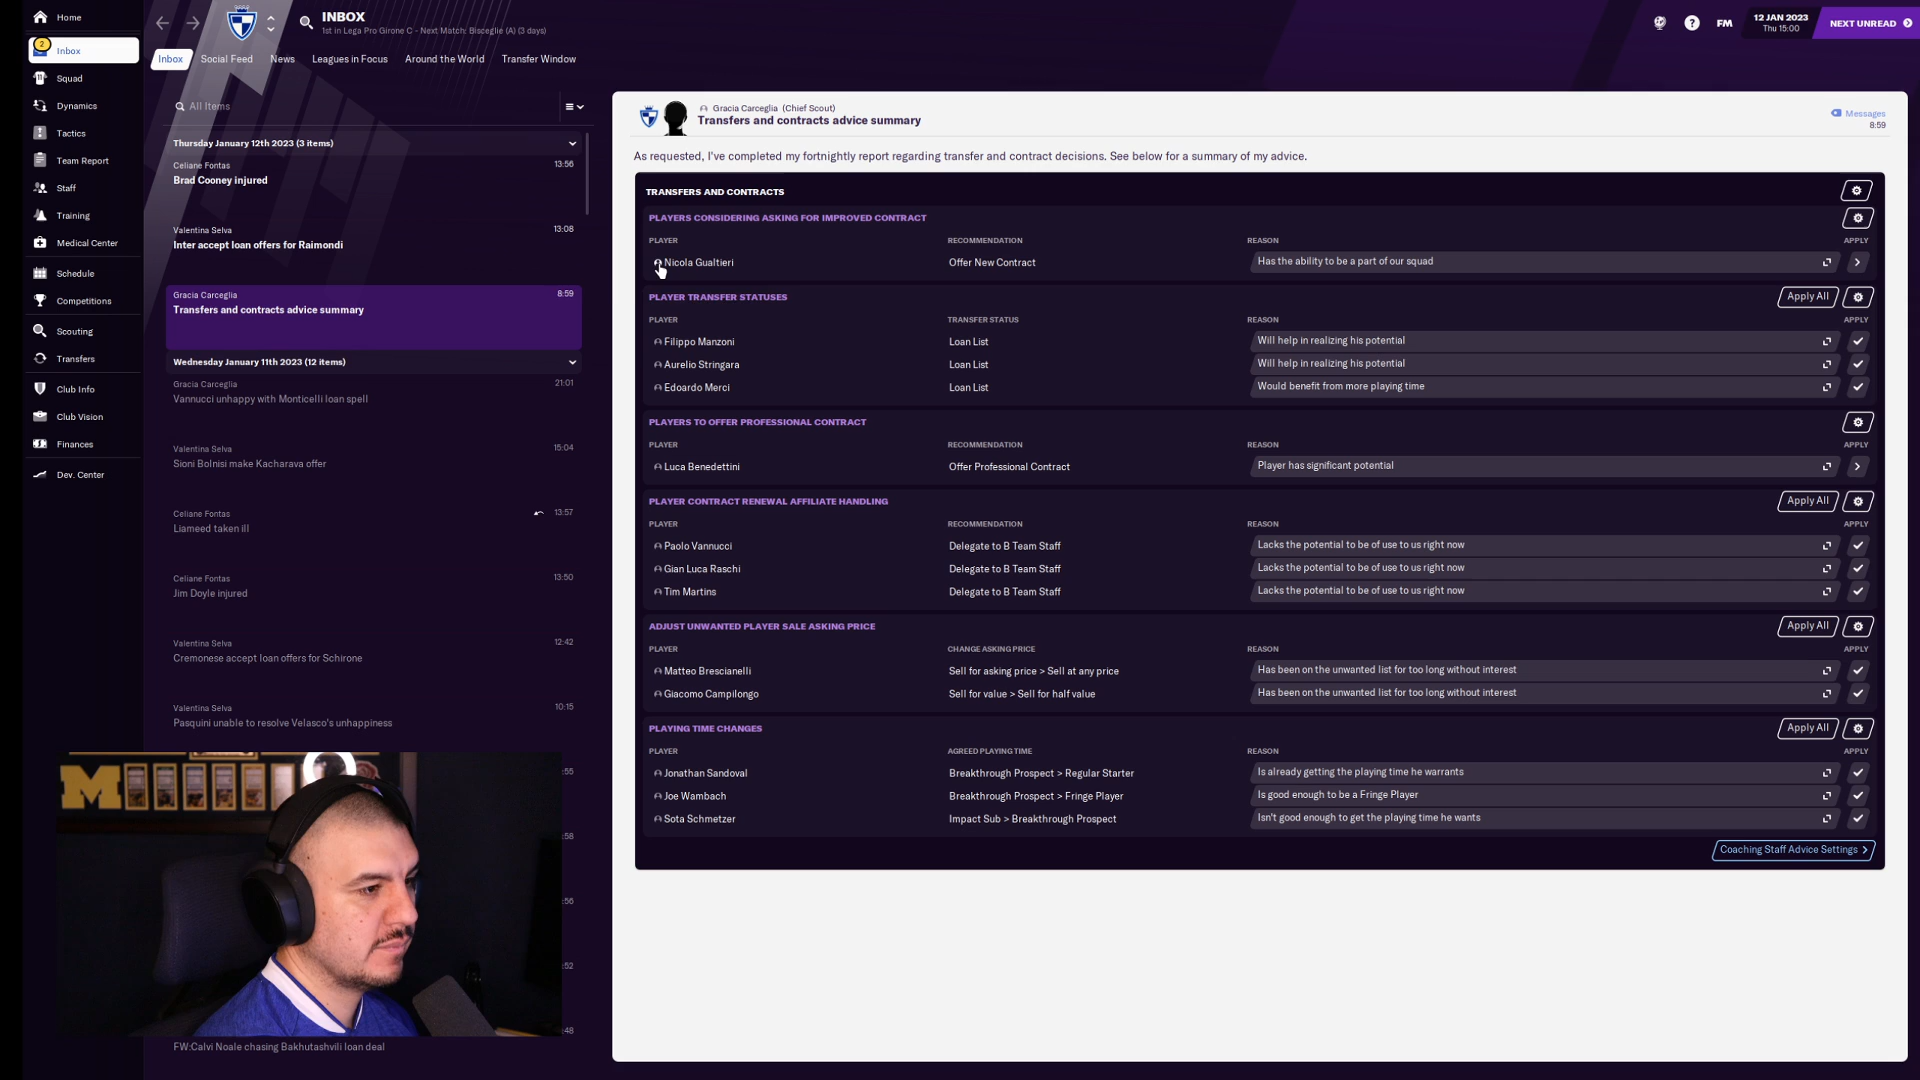 Home
2
Inbox
Squad
Dynamics
Tactics
Team Report
Staff
Training
Medical Center
Schedule
Competitions
Scouting
Transfers
Club Info
Club Vision
Finances
Dev. Center
INBOX
1st in Lega Pro Girone C - Next Match: Bisceglie (A) (3 days)
?
FM
12 JAN 2023
Thu 15:00
NEXT UNREAD
Inbox
Social Feed
News
Leagues in Focus
Around the World
Transfer Window
All Items
Thursday January 12th 2023 (3 items)
Celiane Fontas 13:56
Brad Cooney injured
Valentina Selva 13:08
Inter accept loan offers for Raimondi
Gracia Carceglia 8:59
Transfers and contracts advice summary
Wednesday January 11th 2023 (12 items)
Gracia Carceglia 21:01
Vannucci unhappy with Monticelli loan spell
Valentina Selva 15:04
Sioni Bolnisi make Kacharava offer
Celiane Fontas 13:57
Liameed taken ill
Celiane Fontas 13:50
Jim Doyle injured
Valentina Selva 12:42
Cremonese accept loan offers for Schirone
Valentina Selva 10:15
Pasquini unable to resolve Velasco's unhappiness
:55
:58
:56
:52
:48
M
FW:Calvi Noale chasing Bakhutashvili loan deal
Gracia Carceglia (Chief Scout)
Transfers and contracts advice summary
Messages
8:59
As requested, I've completed my fortnightly report regarding transfer and contract decisions. See below for a summary of my advice.
TRANSFERS AND CONTRACTS
PLAYERS CONSIDERING ASKING FOR IMPROVED CONTRACT
PLAYER RECOMMENDATION REASON APPLY
Nicola Gualtieri Offer New Contract Has the ability to be a part of our squad
PLAYER TRANSFER STATUSES Apply All
PLAYER TRANSFER STATUS REASON APPLY
Filippo Manzoni Loan List Will help in realizing his potential
Aurelio Stringara Loan List Will help in realizing his potential
Edoardo Merci Loan List Would benefit from more playing time
PLAYERS TO OFFER PROFESSIONAL CONTRACT
PLAYER RECOMMENDATION REASON APPLY
Luca Benedettini Offer Professional Contract Player has significant potential
PLAYER CONTRACT RENEWAL AFFILIATE HANDLING Apply All
PLAYER RECOMMENDATION REASON APPLY
Paolo Vannucci Delegate to B Team Staff Lacks the potential to be of use to us right now
Gian Luca Raschi Delegate to B Team Staff Lacks the potential to be of use to us right now
Tim Martins Delegate to B Team Staff Lacks the potential to be of use to us right now
ADJUST UNWANTED PLAYER SALE ASKING PRICE Apply All
PLAYER CHANGE ASKING PRICE REASON APPLY
Matteo Brescianelli Sell for asking price > Sell at any price Has been on the unwanted list for too long without interest
Giacomo Campilongo Sell for value > Sell for half value Has been on the unwanted list for too long without interest
PLAYING TIME CHANGES Apply All
PLAYER AGREED PLAYING TIME REASON APPLY
Jonathan Sandoval Breakthrough Prospect > Regular Starter Is already getting the playing time he warrants
Joe Wambach Breakthrough Prospect > Fringe Player Is good enough to be a Fringe Player
Sota Schmetzer Impact Sub > Breakthrough Prospect Isn't good enough to get the playing time he wants
Coaching Staff Advice Settings >